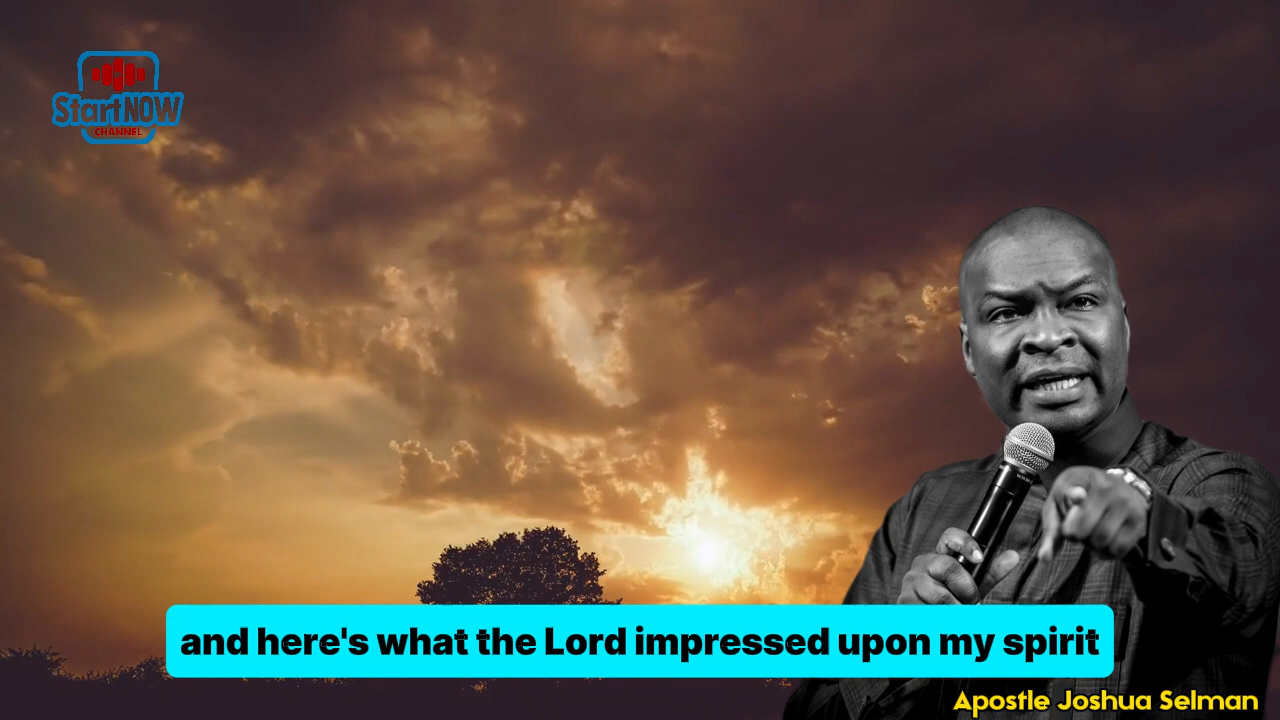 StartNOW
CHANNEL
and here's what the Lord impressed upon my spirit
Apostle Joshua Selman